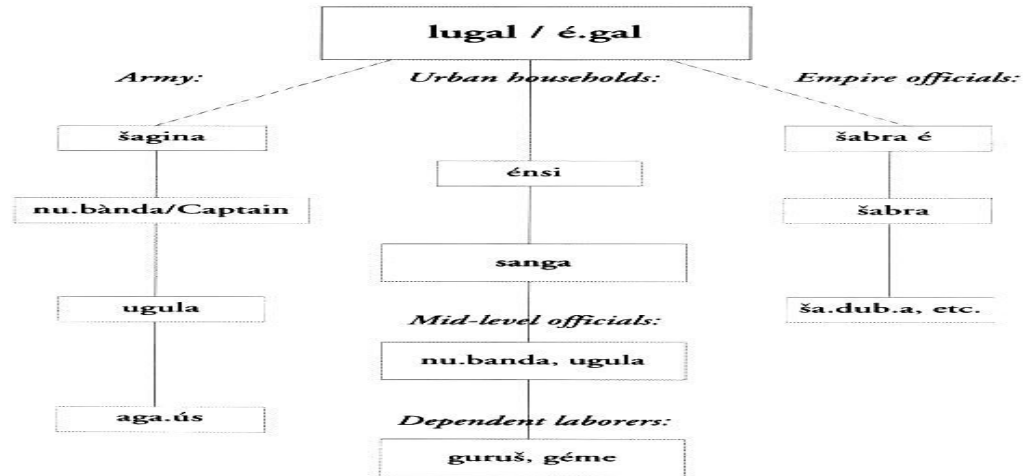 lugal / é.gal
Army:
Urban households:
Empire officials:
šagina
šabra é
énsi
nu.bànda/Captain
šabra
sanga
ugula
ša.dub.a, etc.
Mid-level officials:
nu.banda, ugula
aga.ús
Dependent laborers:
guruš, géme